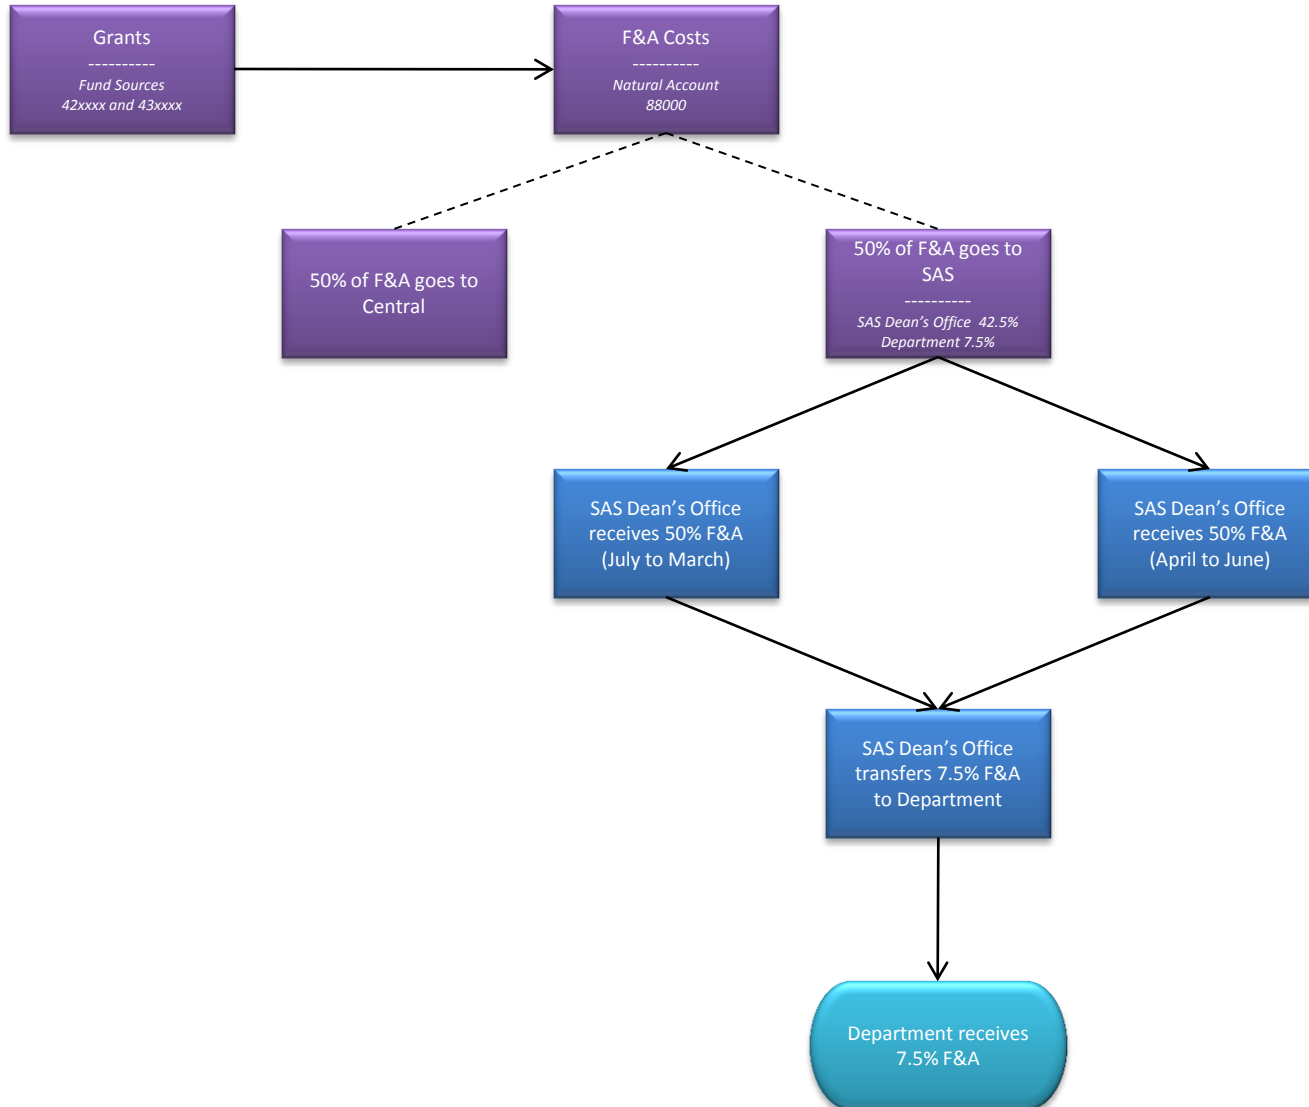 Grants
----------
Fund Sources
42xxxx and 43xxxx
F&A Costs
----------
Natural Account
88000
50% of F&A goes to
Central
50% of F&A goes to
SAS
----------
SAS Dean’s Office 42.5%
Department 7.5%
SAS Dean’s Office
receives 50% F&A
(July to March)
SAS Dean’s Office
receives 50% F&A
(April to June)
SAS Dean’s Office
transfers 7.5% F&A
to Department
Department receives
7.5% F&A